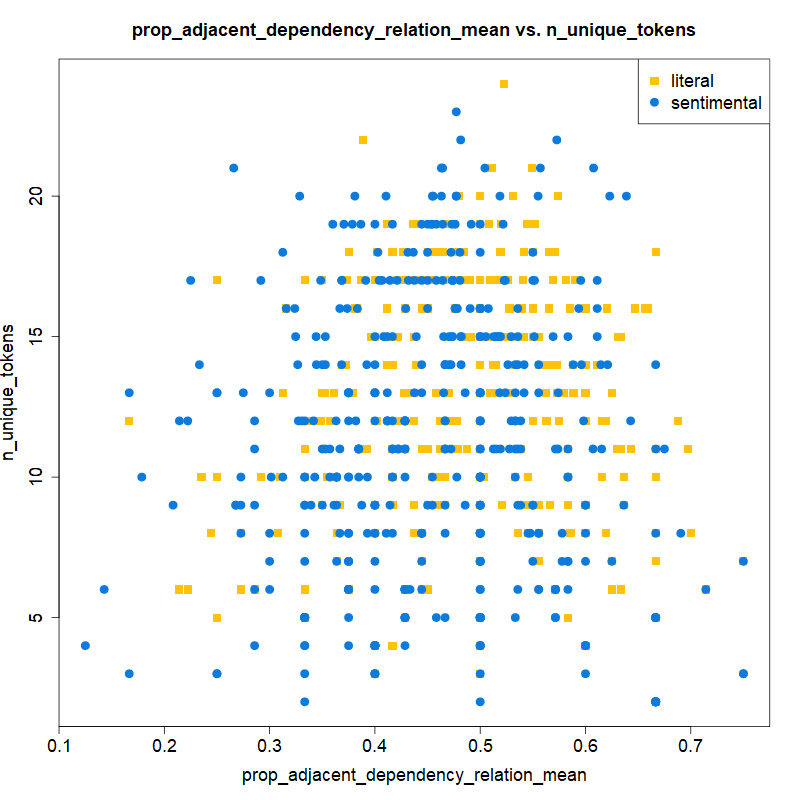 prop_adjacent_dependency_relation_mean vs. n_unique_tokens
literal
sentimental
n_unique_tokens
20
15
10
5
0.1 0.2 0.3 0.4 0.5 0.6 0.7
prop_adjacent_dependency_relation_mean